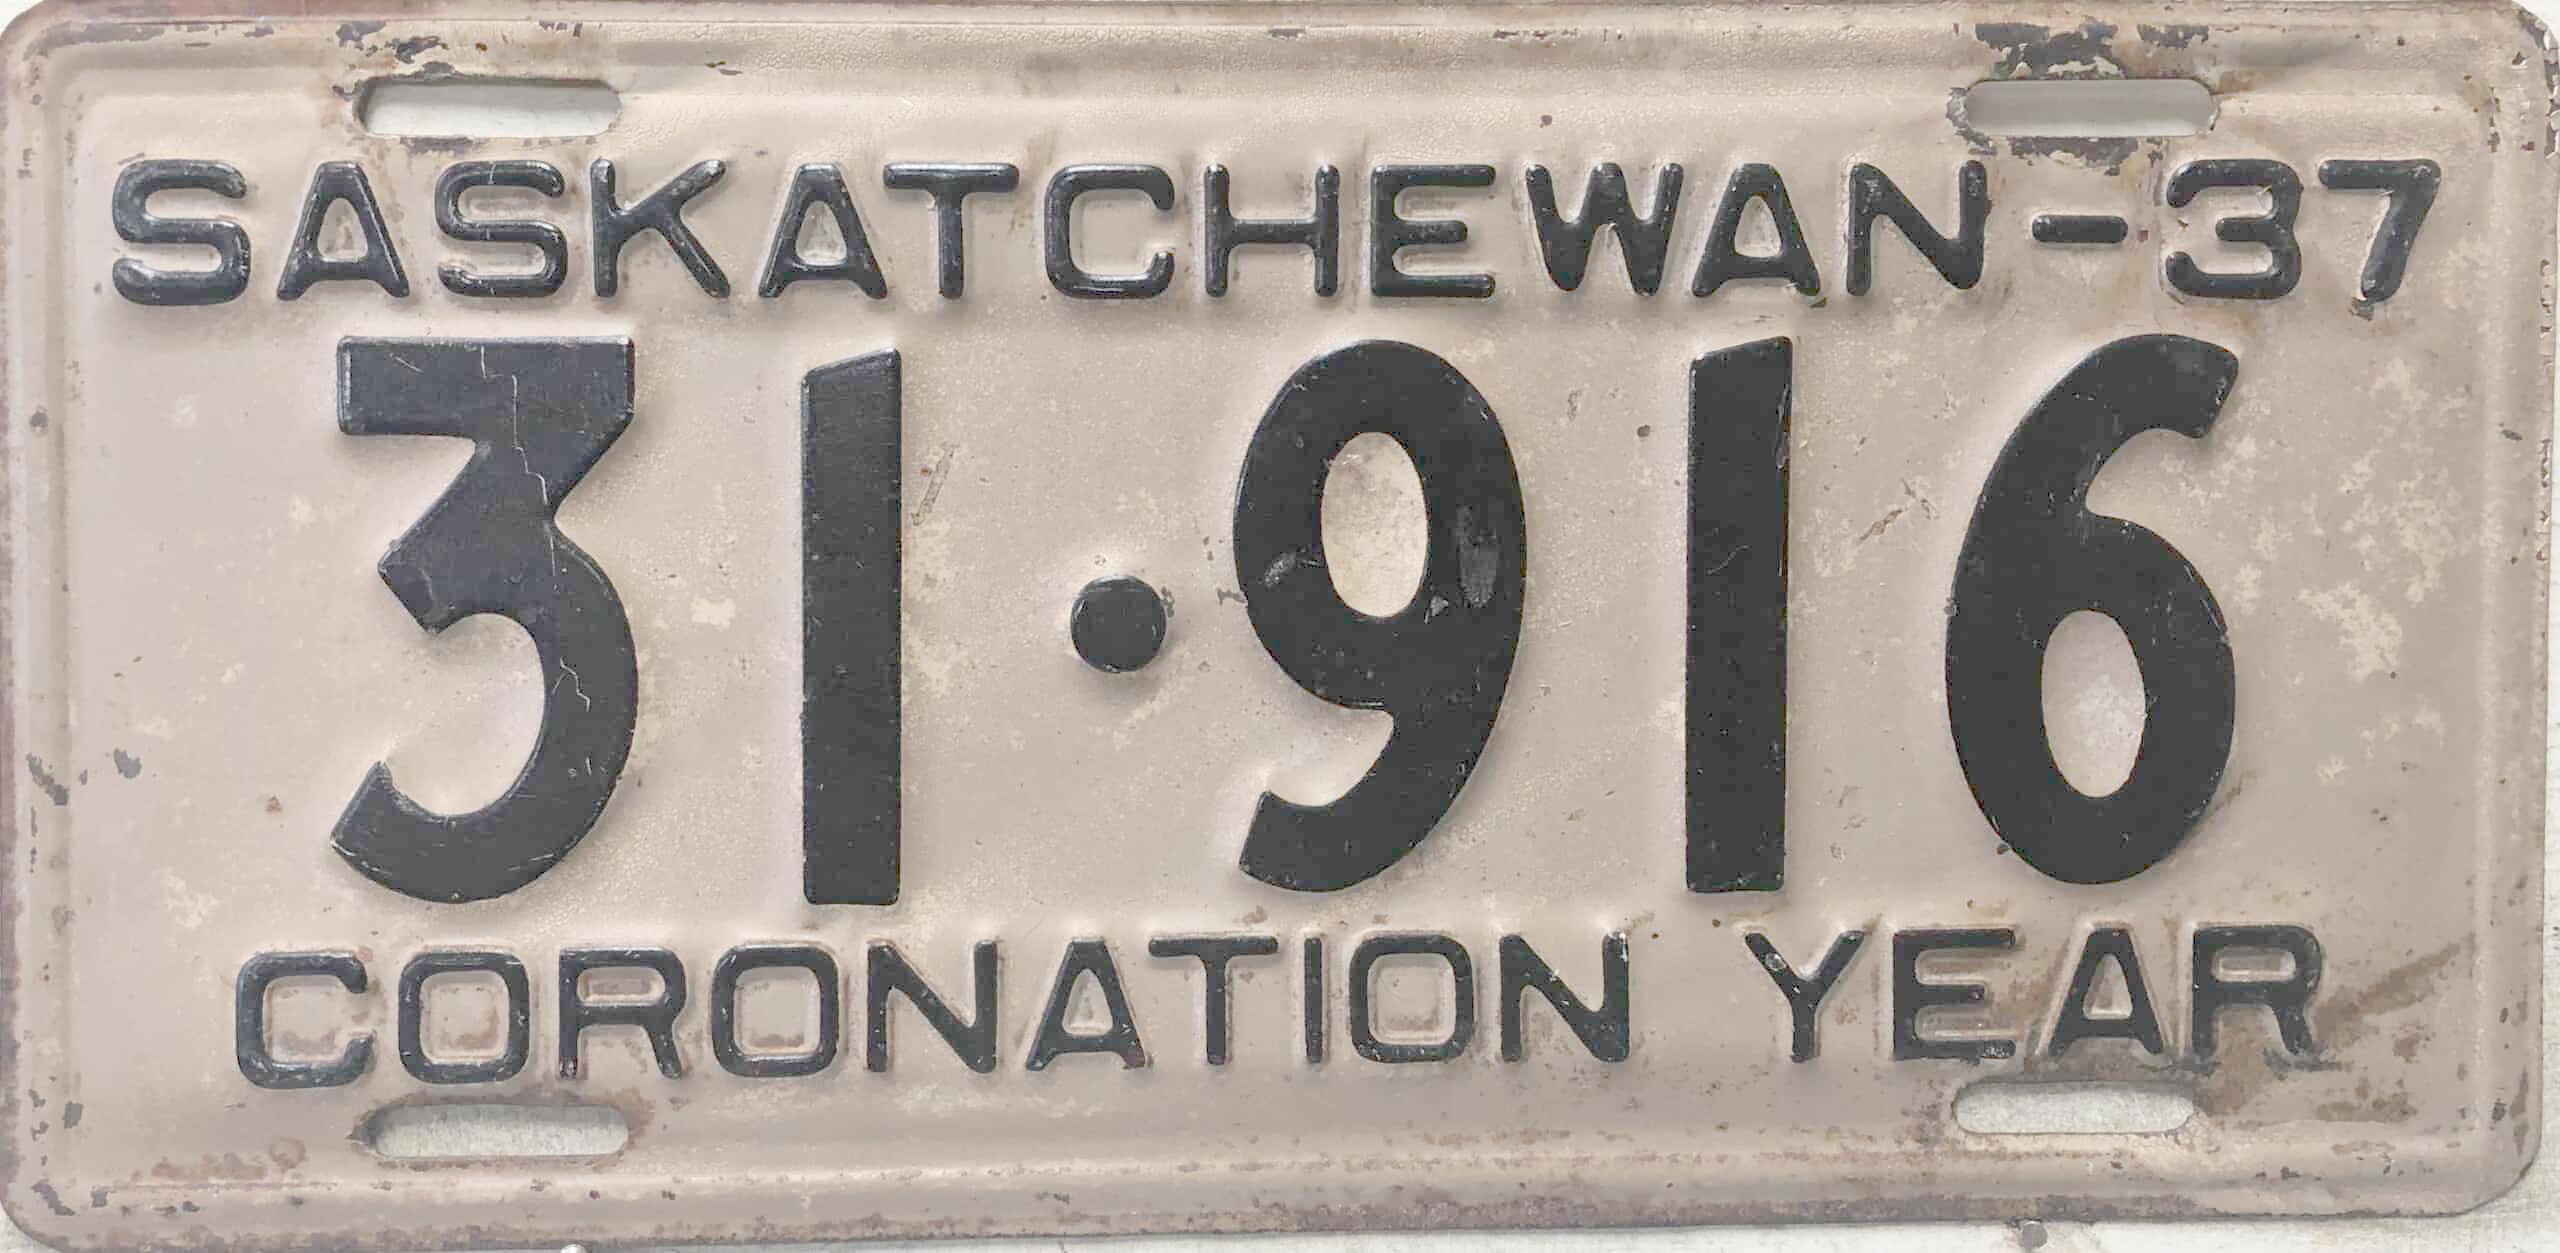 SASKATCHEWAN-37
31·916
CORONATION YEAR